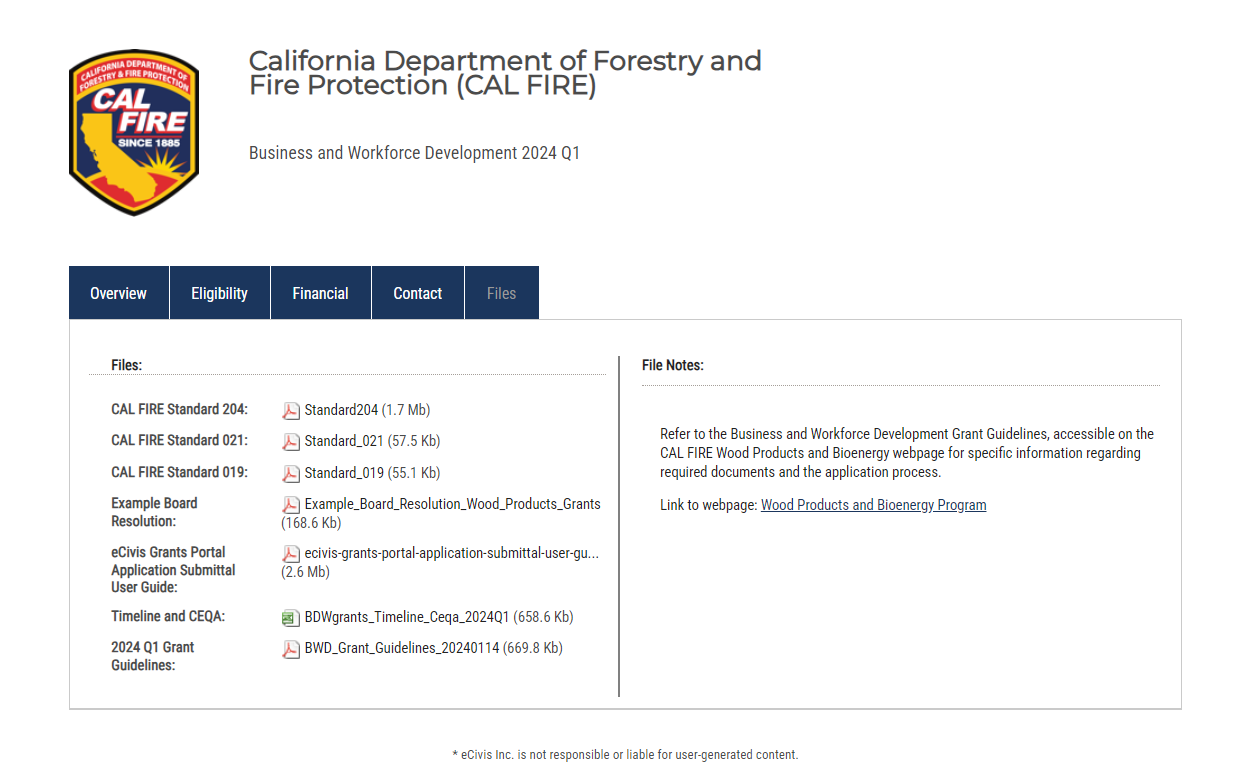 CALIFORNIA DEPARTMENT OF
FORESTRY & FIRE PROTECTION
CAL
FIRE
SINCE 1885
California Department of Forestry and
Fire Protection (CAL FIRE)
Business and Workforce Development 2024 Q1
Overview
Eligibility
Financial
Contact
Files
Files:
CAL FIRE Standard 204:
Standard204 (1.7 Mb)
CAL FIRE Standard 021:
Standard_021 (57.5 Kb)
CAL FIRE Standard 019:
Standard_019 (55.1 Kb)
Example Board
Resolution:
Example_Board_Resolution_Wood_Products_Grants
(168.6 Kb)
eCivis Grants Portal
Application Submittal
User Guide:
ecivis-grants-portal-application-submittal-user-gu...
(2.6 Mb)
Timeline and CEQA:
BDWgrants_Timeline_Ceqa_2024Q1 (658.6 Kb)
2024 Q1 Grant
Guidelines:
BWD_Grant_Guidelines_20240114 (669.8 Kb)
File Notes:
Refer to the Business and Workforce Development Grant Guidelines, accessible on the
CAL FIRE Wood Products and Bioenergy webpage for specific information regarding
required documents and the application process.
Link to webpage: Wood Products and Bioenergy Program
* eCivis Inc. is not responsible or liable for user-generated content.